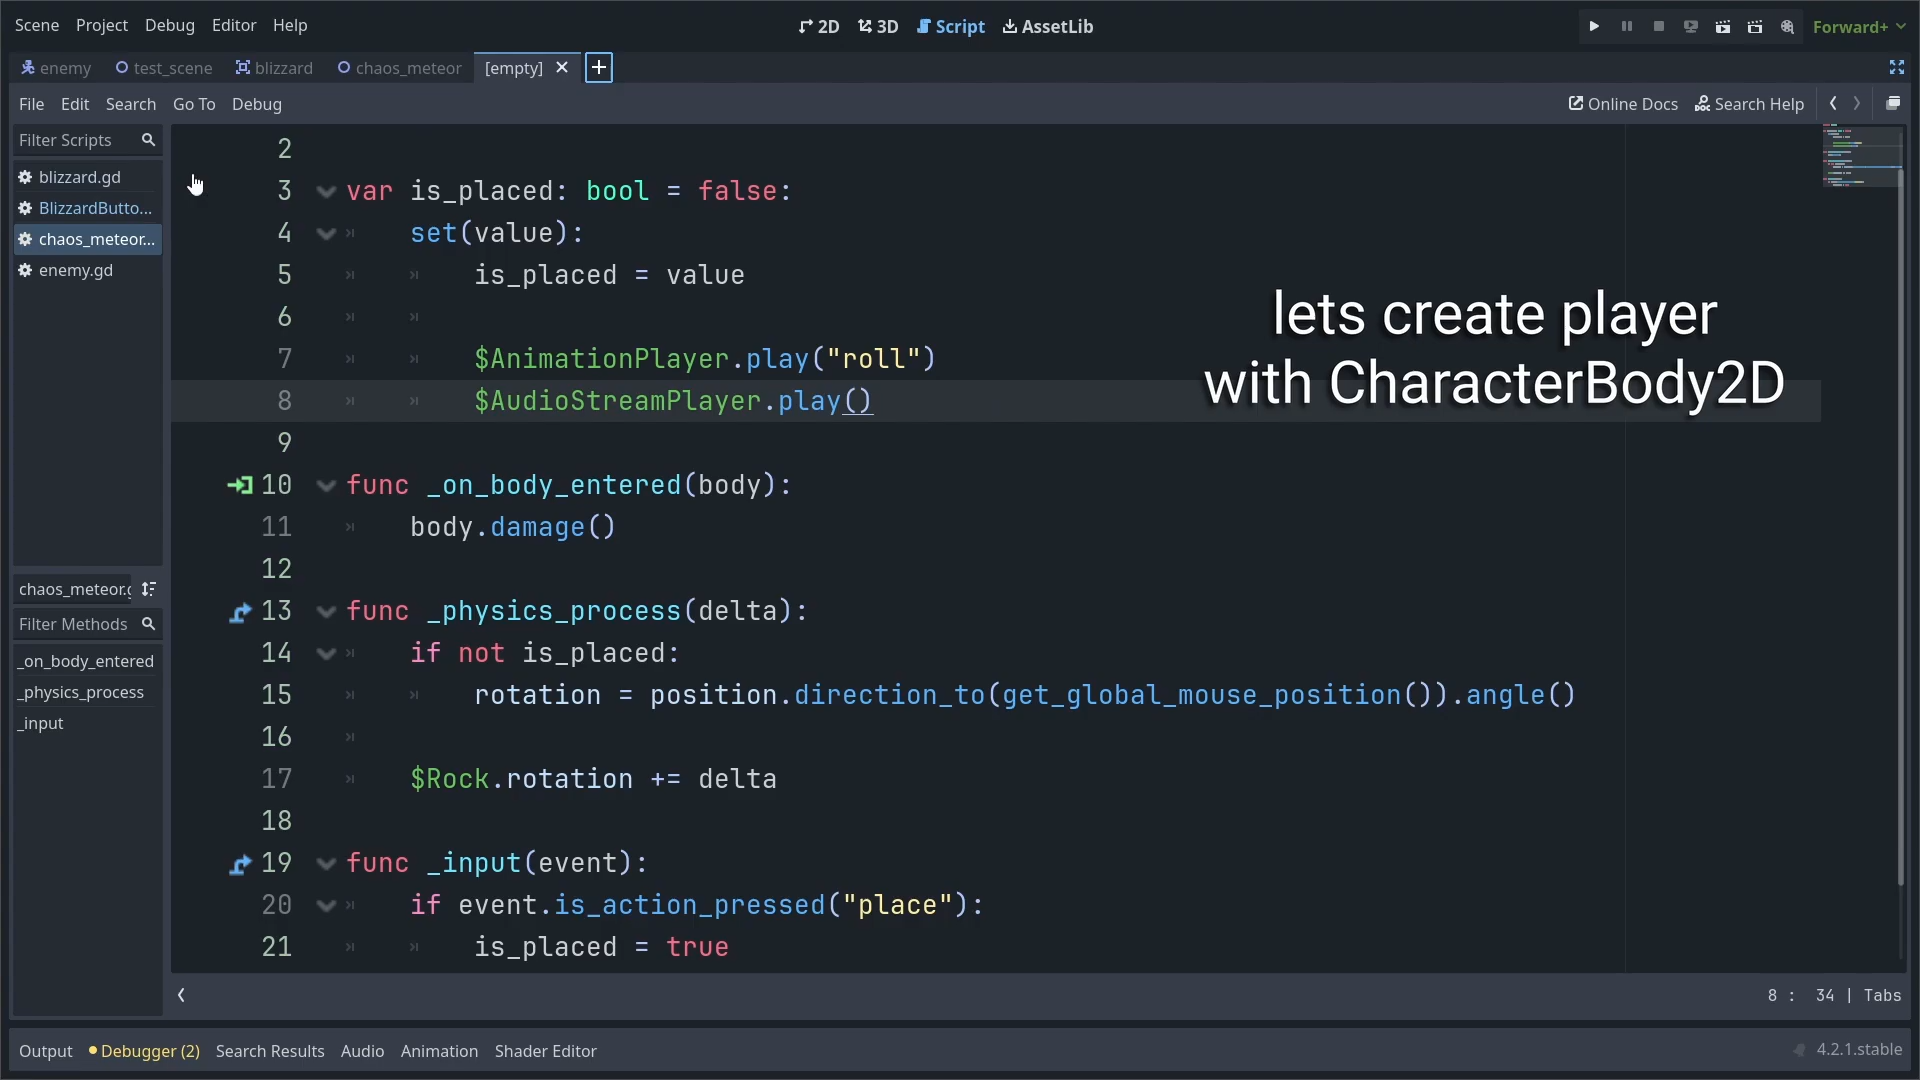 Scene Project Debug Editor Help 2D 3D Script AssetLib Forward+
enemy test_scene blizzard chaos_meteor [empty]
File Edit Search Go To Debug Online Docs Search Help
Filter Scripts
blizzard.gd
BlizzardButto...
chaos_meteor...
enemy.gd
chaos_meteor.g
Filter Methods
_on_body_entered
_physics_process
_input
2
3 var is_placed: bool = false:
4 set(value):
5 is_placed = value
6
7 $AnimationPlayer.play("roll")
8 $AudioStreamPlayer.play()
9
10 func _on_body_entered(body):
11 body.damage()
12
13 func _physics_process(delta):
14 if not is_placed:
15 rotation = position.direction_to(get_global_mouse_position()).angle()
16
17 $Rock.rotation += delta
18
19 func _input(event):
20 if event.is_action_pressed("place"):
21 is_placed = true
lets create player
with CharacterBody2D
8 : 34 | Tabs
Output Debugger (2) Search Results Audio Animation Shader Editor 4.2.1.stable